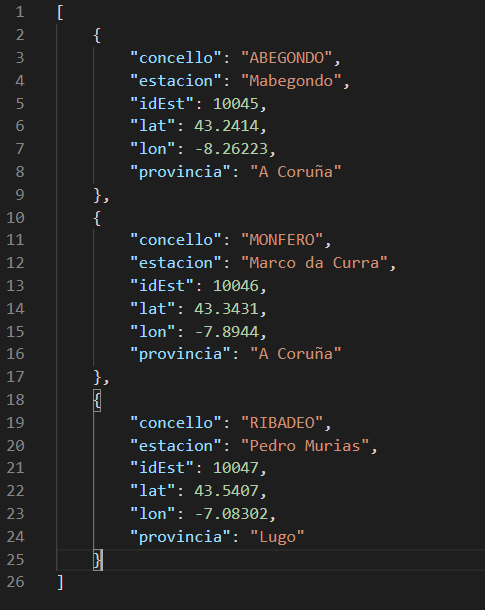 1 [
2     {
3         "concello": "ABEGONDO",
4         "estacion": "Mabegondo",
5         "idEst": 10045,
6         "lat": 43.2414,
7         "lon": -8.26223,
8         "provincia": "A Coruña"
9     },
10     {
11         "concello": "MONFERO",
12         "estacion": "Marco da Curra",
13         "idEst": 10046,
14         "lat": 43.3431,
15         "lon": -7.8944,
16         "provincia": "A Coruña"
17     },
18     {
19         "concello": "RIBADEO",
20         "estacion": "Pedro Murias",
21         "idEst": 10047,
22         "lat": 43.5407,
23         "lon": -7.08302,
24         "provincia": "Lugo"
25     }
26 ]